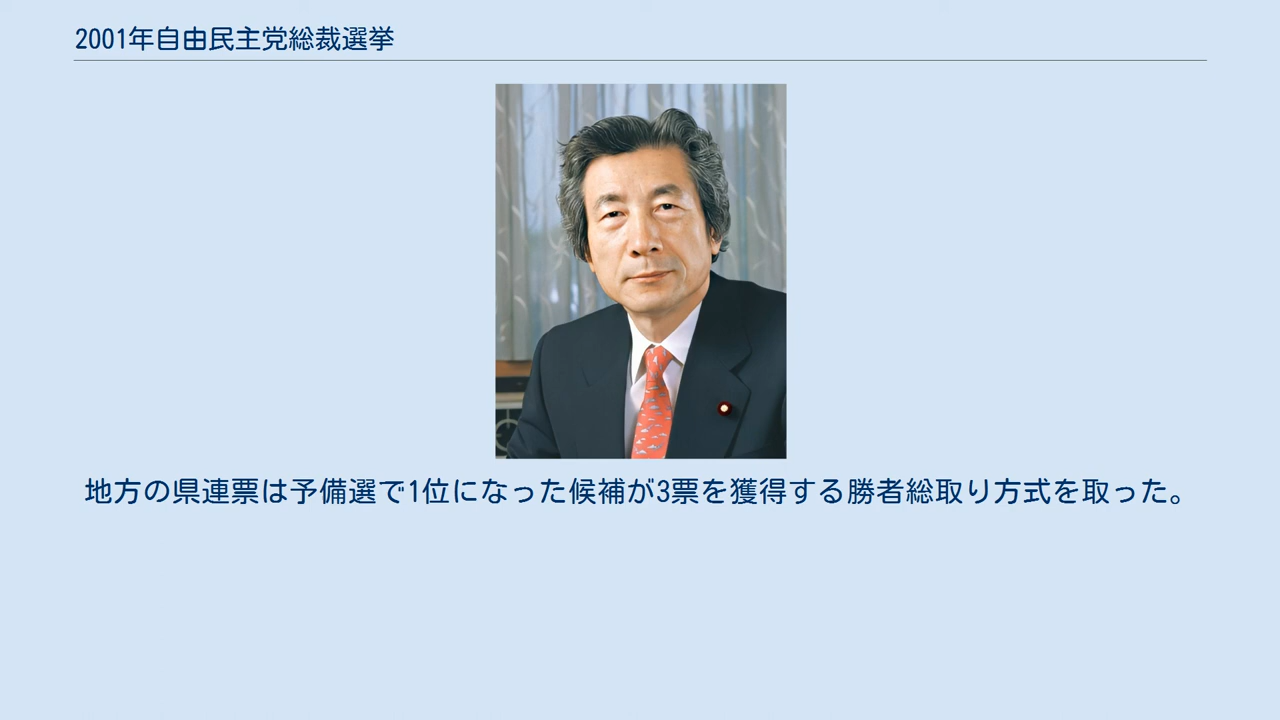 2001年自由民主党総裁選挙
地方の県連票は予備選で1位になった候補が3票を獲得する勝者総取り方式を取った。